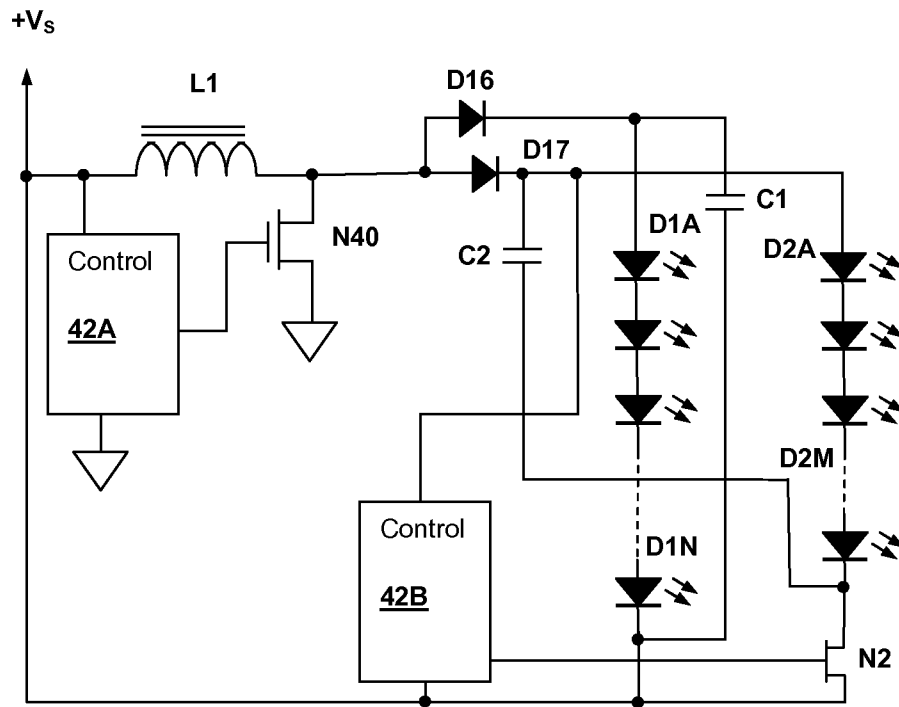 +VS
L1
D16
D17
N40
C1
C2
D1A
D2A
Control
42A
D2M
Control
42B
D1N
N2